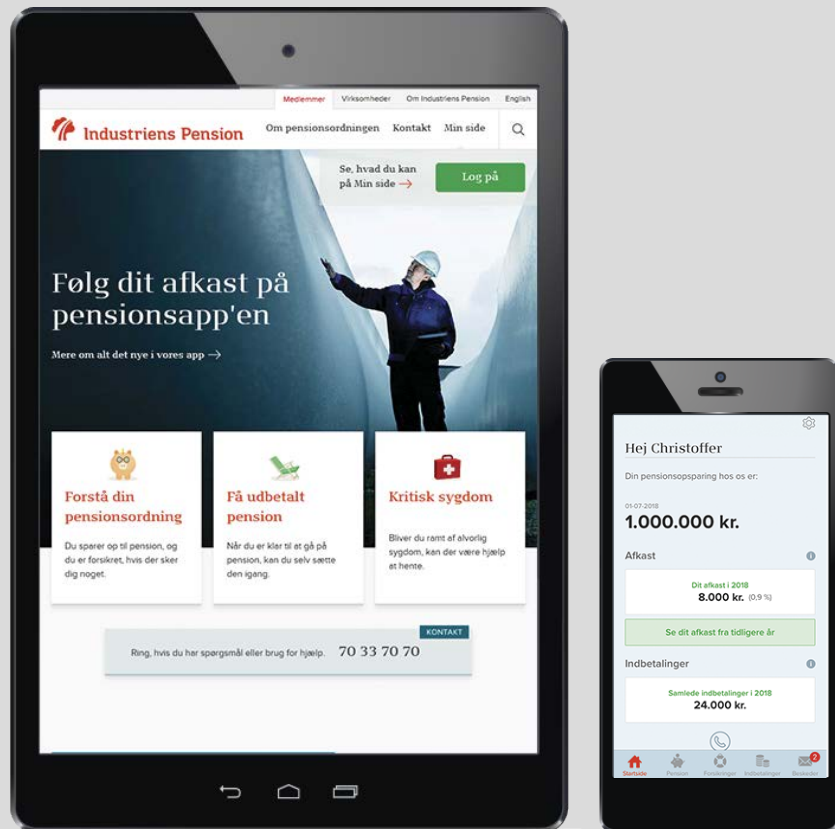 Medlemmer Virksomheder Om Industriens Pension English
Industriens Pension Om pensionsordningen Kontakt Min side
Se, hvad du kan
på Min side →
Log på
Følg dit afkast på
pensionsapp'en
Mere om alt det nye i vores app →
Forstå din
pensionsordning
Du sparer op til pension, og
du er forsikret, hvis der sker
dig noget.
Få udbetalt
pension
Når du er klar til at gå på
pension, kan du selv sætte
den igang.
Kritisk sygdom
Bliver du ramt af alvorlig
sygdom, kan der være hjælp
at hente.
KONTAKT
Ring, hvis du har spørgsmål eller brug for hjælp. 70 33 70 70
Hej Christoffer
Din pensionsopsparing hos os er:
01-07-2018
1.000.000 kr.
Afkast
Dit afkast i 2018
8.000 kr. (0,9 %)
Se dit afkast fra tidligere år
Indbetalinger
Samlede indbetalinger i 2018
24.000 kr.
2
Startside Pension Forsikringer Indbetalinger Beskeder